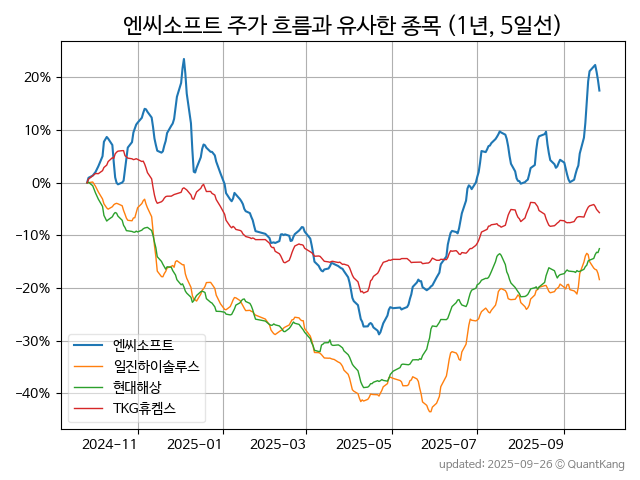 엔씨소프트 주가 흐름과 유사한 종목 (1년, 5일선)
20%
10%
0%
−10%
−20%
−30%
−40%
엔씨소프트
일진하이솔루스
현대해상
TKG휴켐스
2024-11
2025-01
2025-03
2025-05
2025-07
2025-09
updated: 2025-09-26 © QuantKang